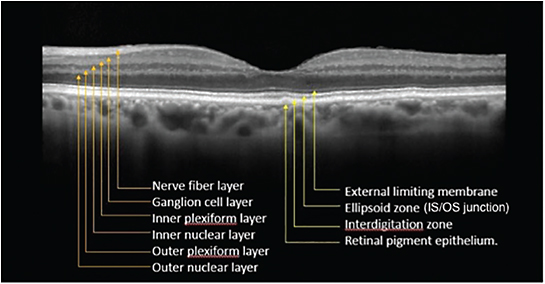 Nerve fiber layer
Ganglion cell layer
Inner plexiform layer
Inner nuclear layer
Outer plexiform layer
Outer nuclear layer
External limiting membrane
Ellipsoid zone (IS/OS junction)
Interdigitation zone
Retinal pigment epithelium.